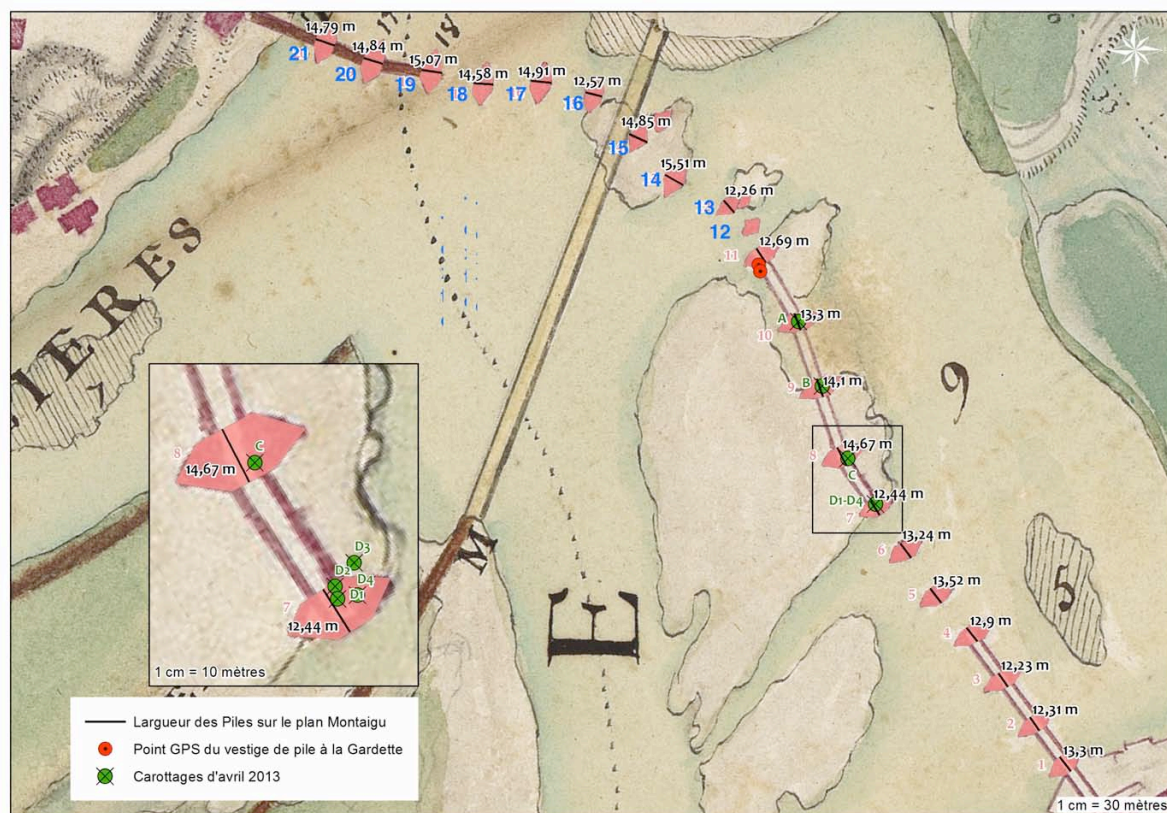 14,79 m
21
14,84 m
20
15,07 m
19
18
14,58 m
18
14,91 m
17
12,57 m
16
14,85 m
15
15,51 m
14
12,26 m
13
12
12,69 m
11
33
A
13,3 m
10
B
14,1 m
9
9
14,67 m
8
C
D1-D4
12,44 m
7
13,24 m
6
13,52 m
5
5
12,9 m
4
12,23 m
3
12,31 m
2
13,3 m
1
IERES
7
M
E
8
14,67 m
C
D3
D2
D4
D1
7
12,44 m
1 cm = 10 mètres
Largueur des Piles sur le plan Montaigu
Point GPS du vestige de pile à la Gardette
Carottages d'avril 2013
1 cm = 30 mètres